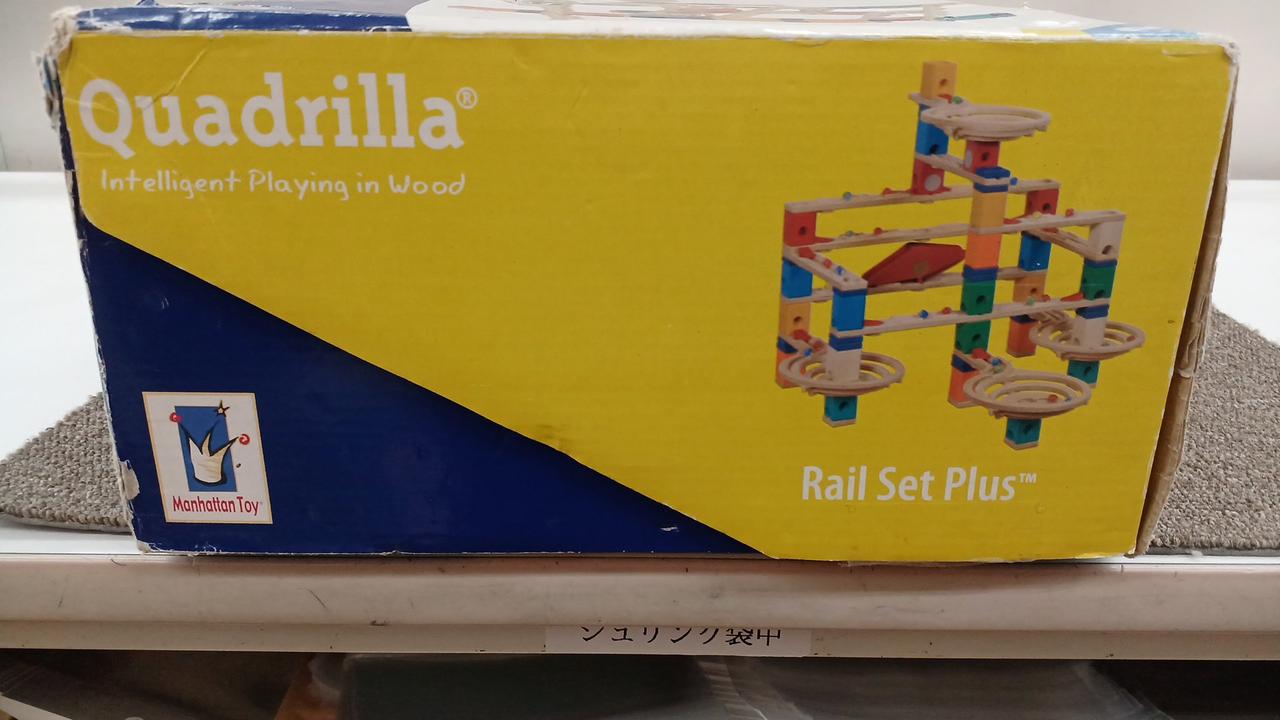 Quadrilla®
Intelligent Playing in Wood
Manhattan Toy®
Rail Set Plus™
シュリンク袋中